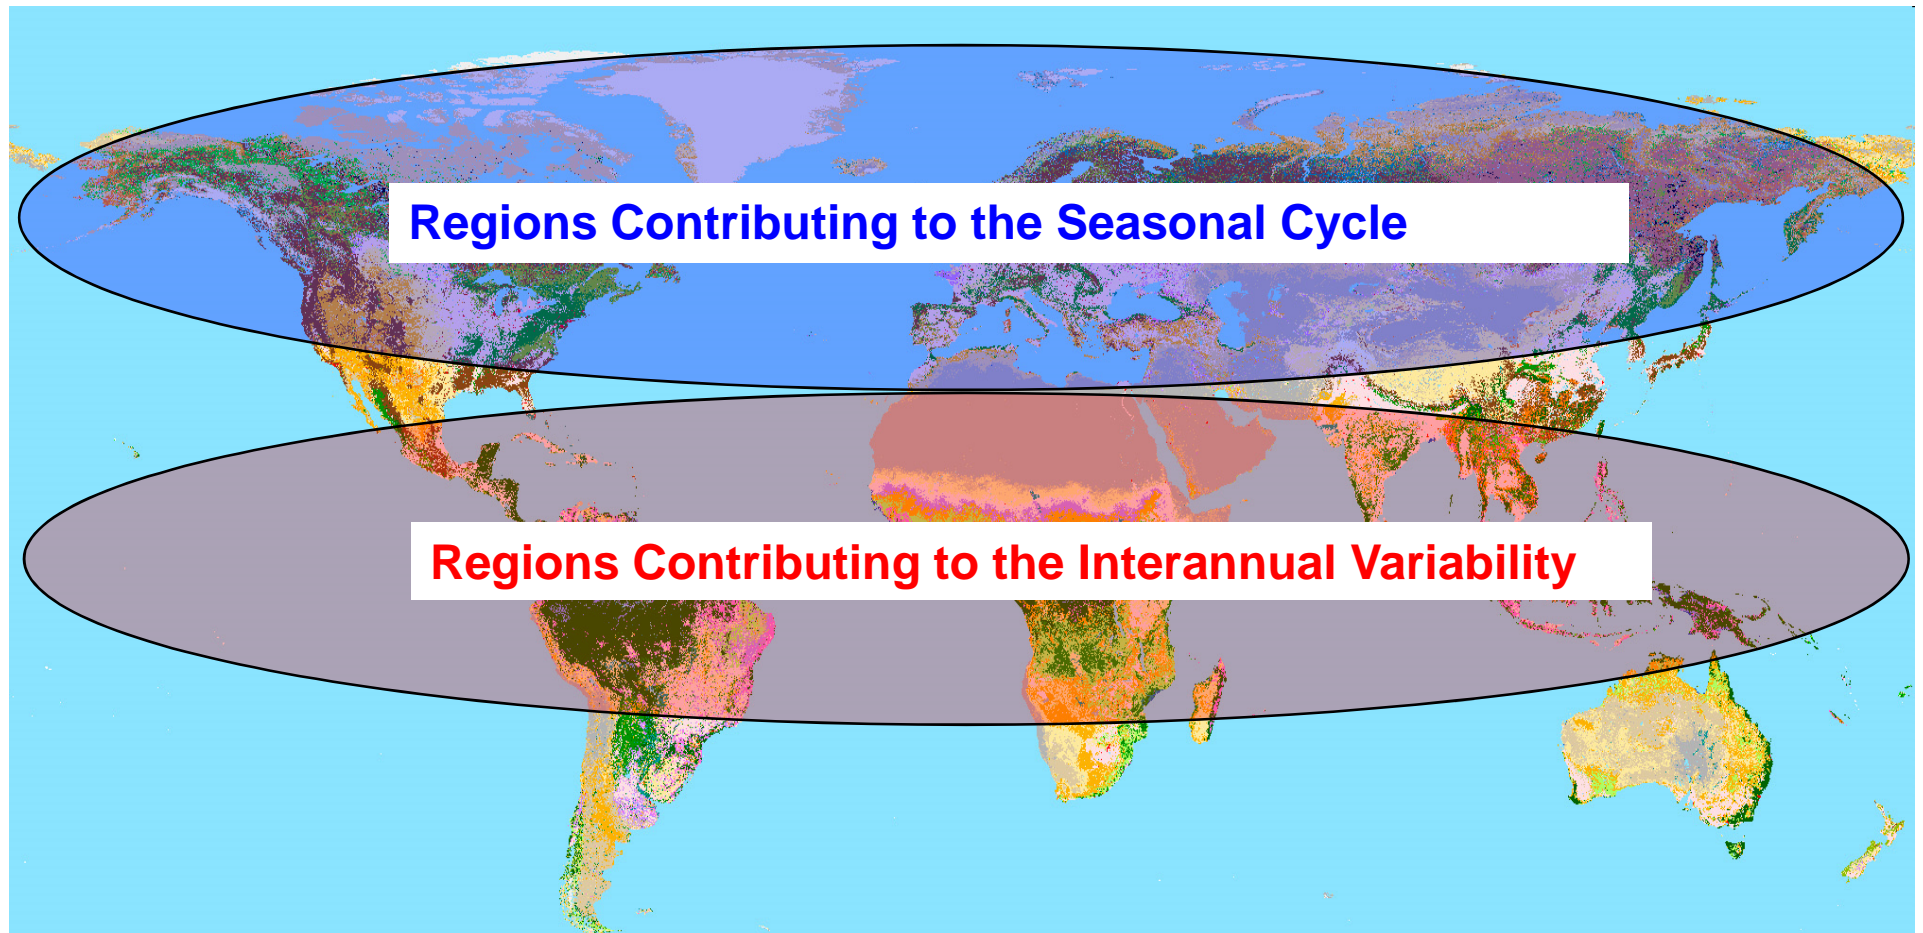 Regions Contributing to the Seasonal Cycle
Regions Contributing to the Interannual Variability